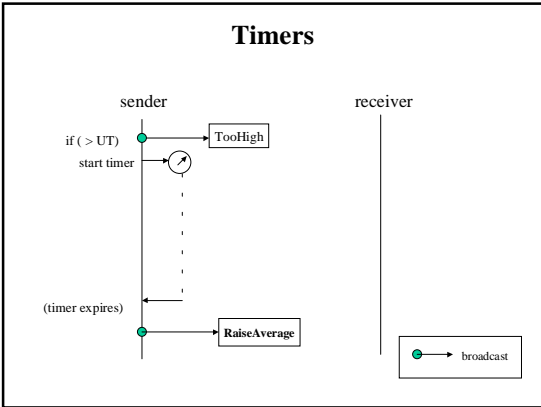 Timers
sender
receiver
if ( > UT)
TooHigh
start timer
(timer expires)
RaiseAverage
broadcast